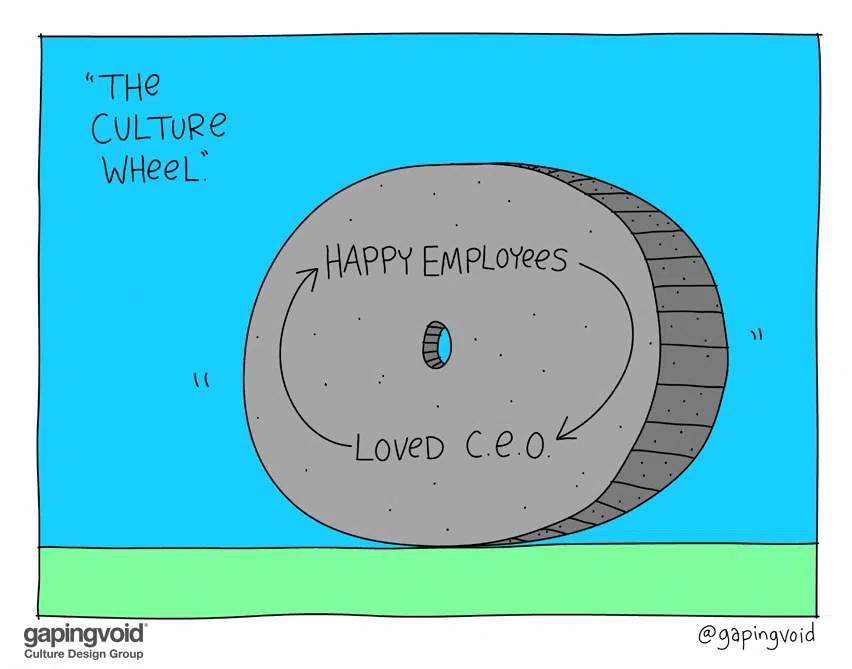 "THe
CULTURe
WHeeL."
HAPPY EMPLOYees
LOVeD C.e.O.
gapingvoid®
Culture Design Group
@gapingvoid